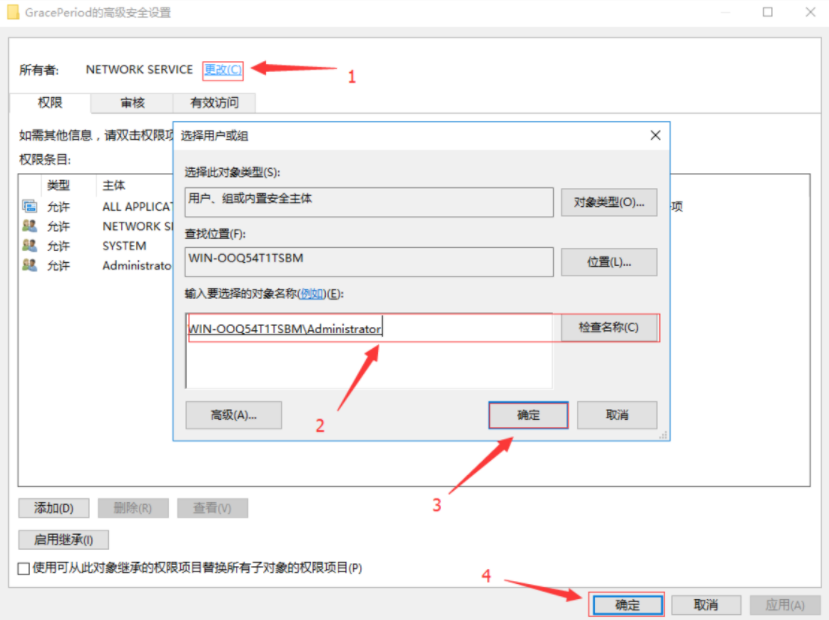 GracePeriod的高级安全设置
所有者: NETWORK SERVICE 更改(C)
1
权限 审核 有效访问
如需其他信息，请双击权限项
权限条目:
类型 主体
允许 ALL APPLICAT
允许 NETWORK S
允许 SYSTEM
允许 Administrato
项
选择用户或组
选择此对象类型(S):
用户、组或内置安全主体 对象类型(O)...
查找位置(F):
WIN-OOQ54T1TSBM 位置(L)...
输入要选择的对象名称(例如)(E):
WIN-OOQ54T1TSBM\Administrator 检查名称(C)
2
高级(A)... 确定 取消
3
添加(D) 删除(R) 查看(V)
启用继承(I)
使用可从此对象继承的权限项目替换所有子对象的权限项目(P)
4
确定 取消 应用(A)